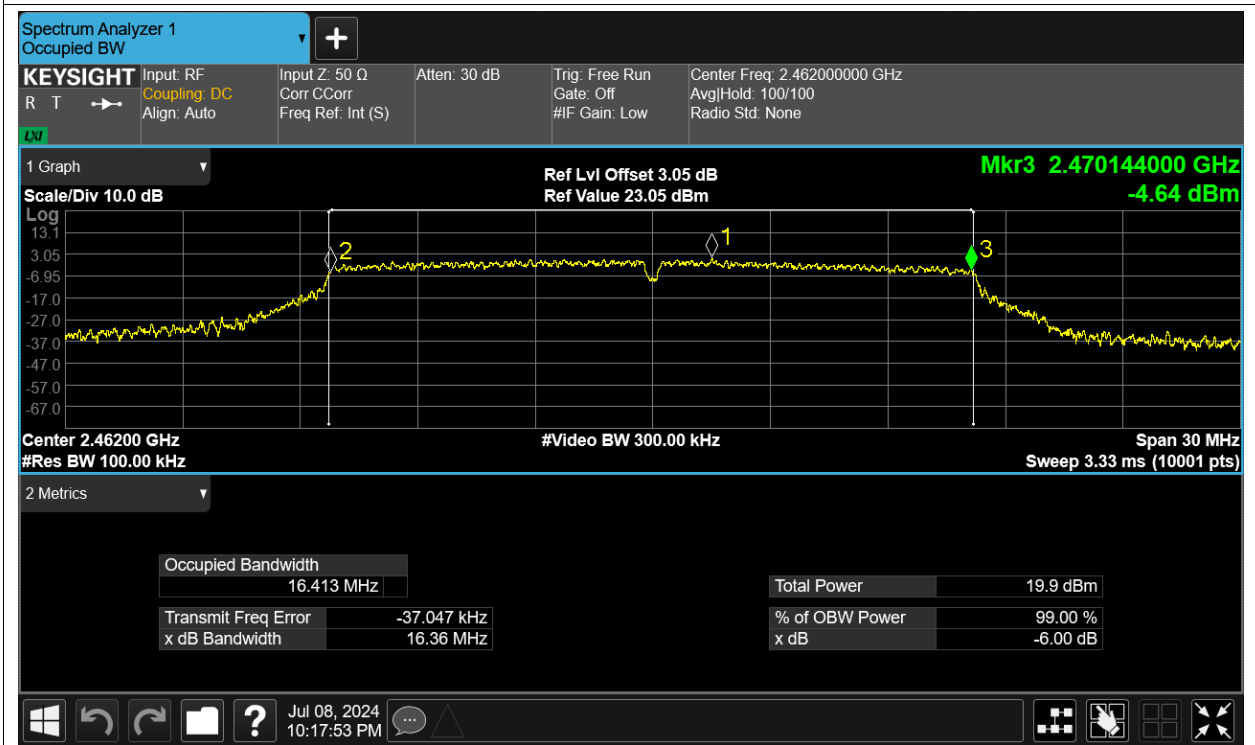 Spectrum Analyzer 1
Occupied BW
KEYSIGHT
R T
LXI
Input: RF
Coupling: DC
Align: Auto
Input Z: 50 Ω
Corr CCorr
Freq Ref: Int (S)
Atten: 30 dB
Trig: Free Run
Gate: Off
#IF Gain: Low
Center Freq: 2.462000000 GHz
Avg|Hold: 100/100
Radio Std: None
1 Graph
Scale/Div 10.0 dB
Ref Lvl Offset 3.05 dB
Ref Value 23.05 dBm
Mkr3 2.470144000 GHz
-4.64 dBm
Log
13.1
3.05
-6.95
-17.0
-27.0
-37.0
-47.0
-57.0
-67.0
2
1
3
Center 2.46200 GHz
#Video BW 300.00 kHz
Span 30 MHz
#Res BW 100.00 kHz
Sweep 3.33 ms (10001 pts)
2 Metrics
Occupied Bandwidth
16.413 MHz
Total Power 19.9 dBm
Transmit Freq Error -37.047 kHz
% of OBW Power 99.00 %
x dB Bandwidth 16.36 MHz
x dB -6.00 dB
?
Jul 08, 2024
10:17:53 PM